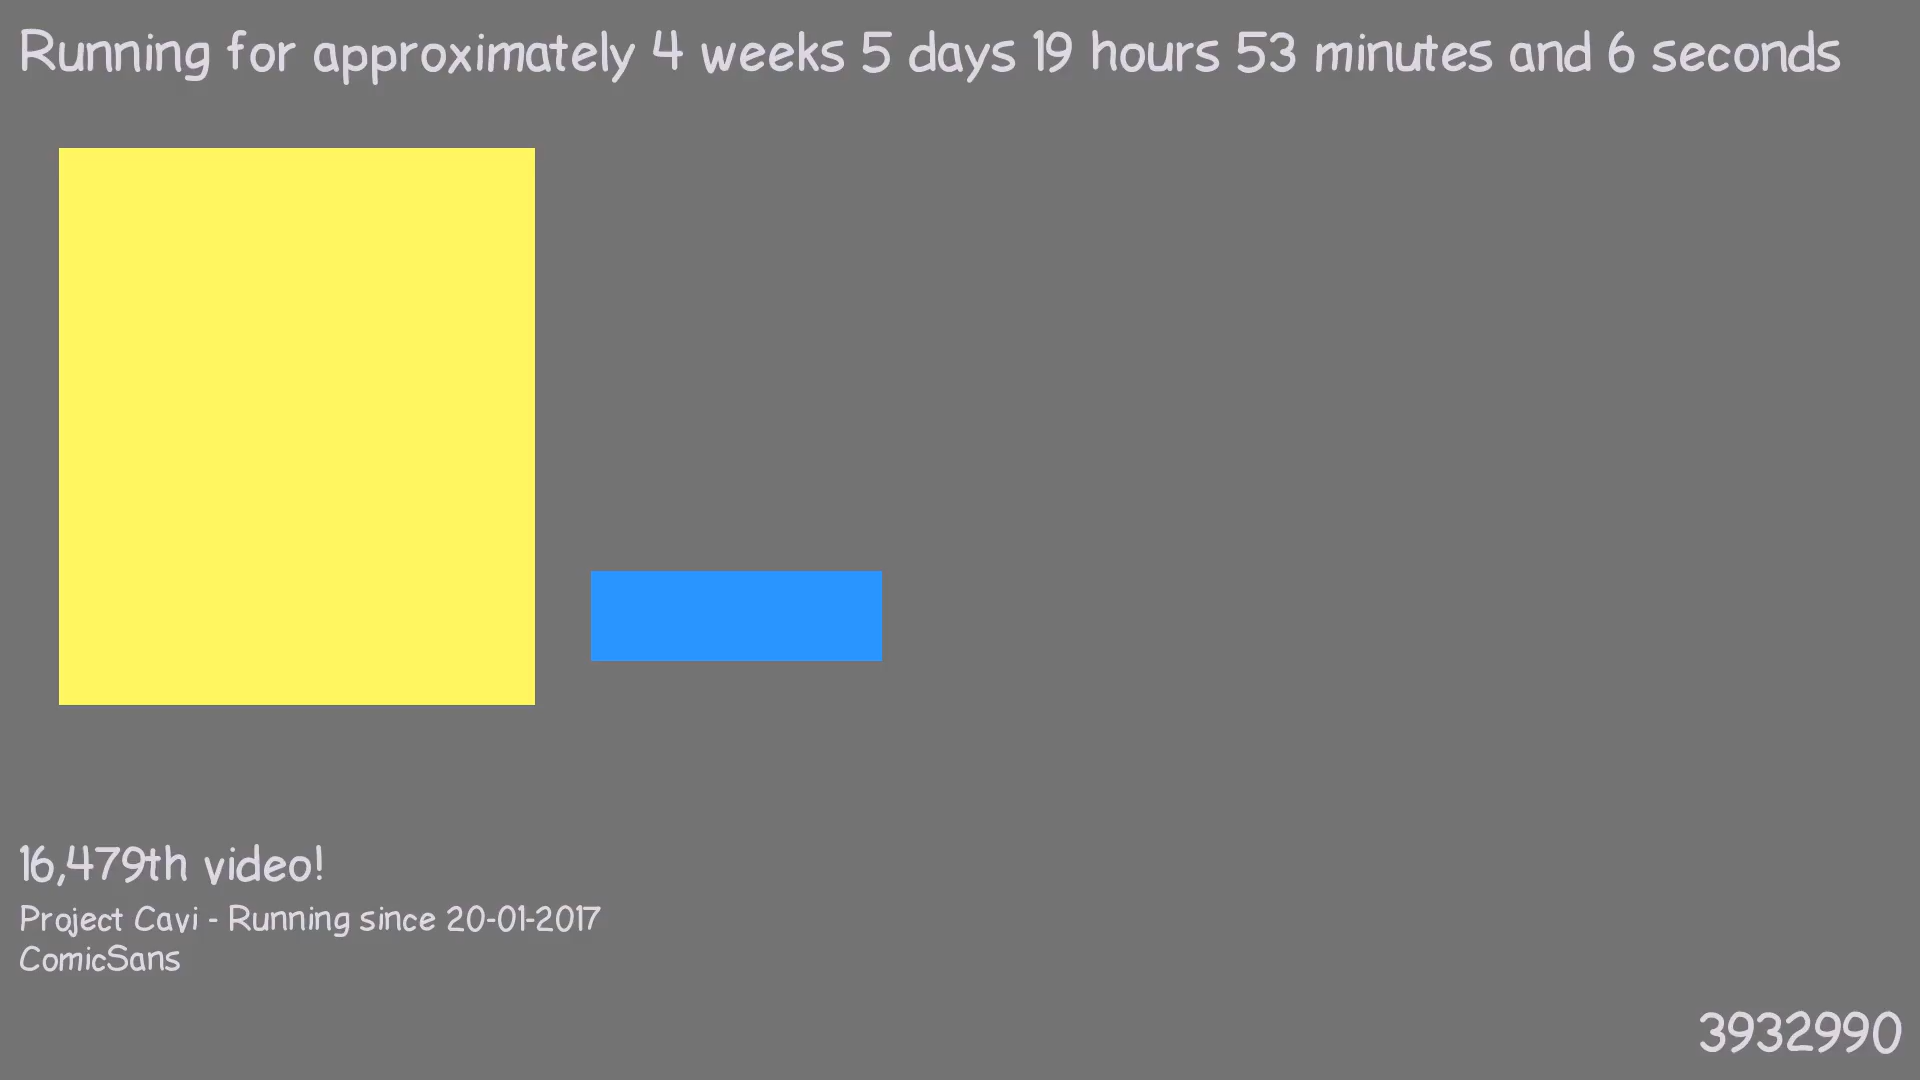 Running for approximately 4 weeks 5 days 19 hours 53 minutes and 6 seconds
16,479th video!
Project Cavi - Running since 20-01-2017
ComicSans
3932990